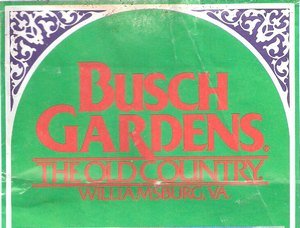 BUSCH
GARDENS®
THE OLD COUNTRY
WILLIAMSBURG, VA.